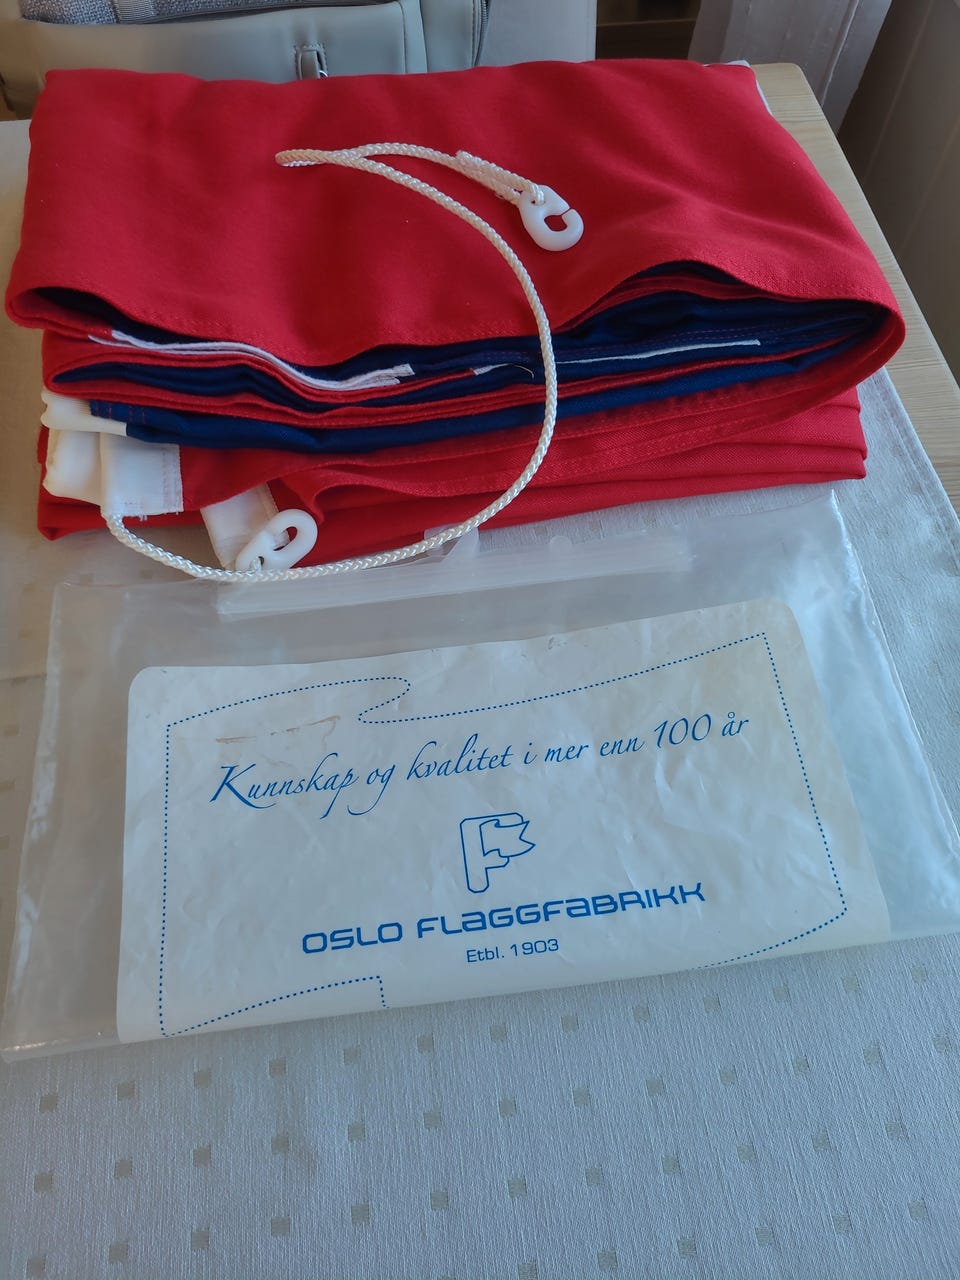 Kunnskap og kvalitet i mer enn 100 år
OSLO FLAGGFABRIKK
Etbl. 1903